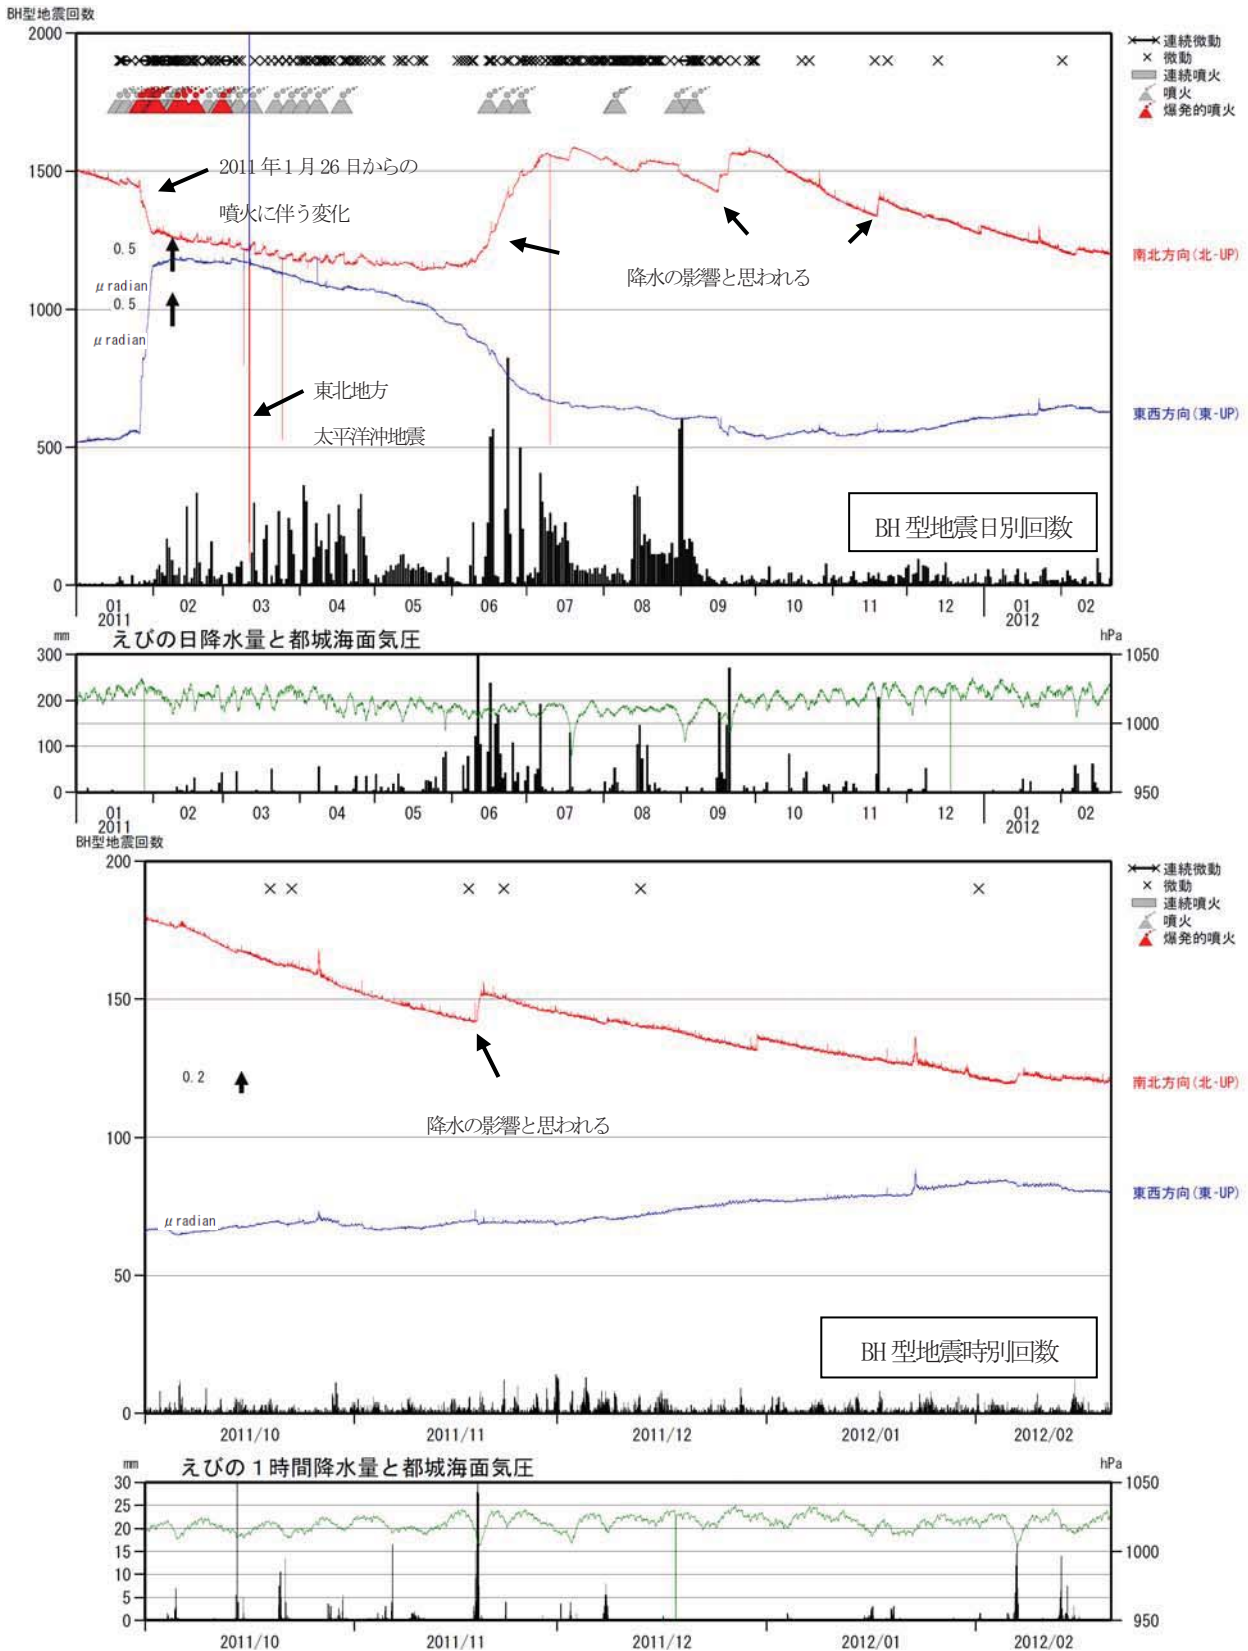 BH型地震回数
2000
1500
1000
500
0
連続微動
微動
連続噴火
噴火
爆発的噴火
2011年1月26日からの
噴火に伴う変化
0.5
μradian
0.5
μradian
降水の影響と思われる
東北地方
太平洋沖地震
南北方向(北-UP)
東西方向(東-UP)
BH型地震日別回数
01 02 03 04 05 06 07 08 09 10 11 12 01 02
2011 2012
mm えびの日降水量と都城海面気圧 hPa
300 1050
200 1000
100
0 950
01 02 03 04 05 06 07 08 09 10 11 12 01 02
2011 2012
BH型地震回数
200
150
100
50
0
連続微動
微動
連続噴火
噴火
爆発的噴火
0.2
μradian
降水の影響と思われる
南北方向(北-UP)
東西方向(東-UP)
BH型地震時別回数
2011/10 2011/11 2011/12 2012/01 2012/02
mm えびの1時間降水量と都城海面気圧 hPa
30 1050
25
20
15 1000
10
5
0 950
2011/10 2011/11 2011/12 2012/01 2012/02